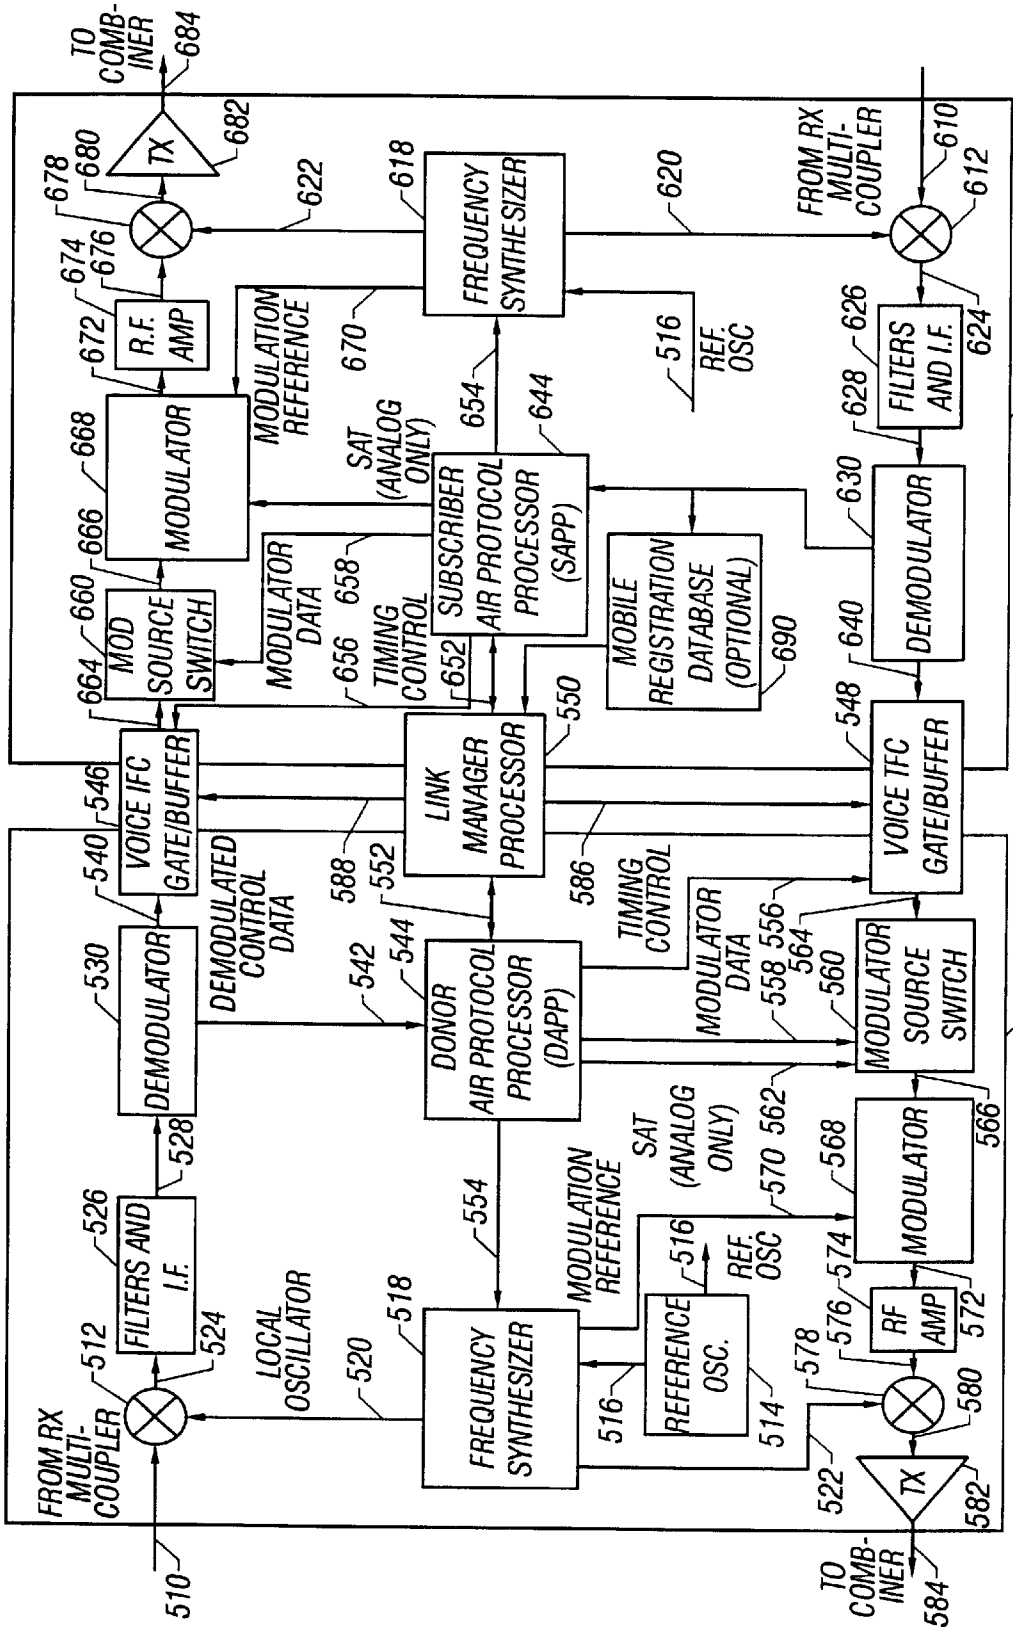 FROM RX
MULTI-
COUPLER
510
512
524
FILTERS AND
I.F.
526
528
DEMODULATOR
530
540
VOICE IFC
GATE/BUFFER
546
664
MOD
SOURCE
SWITCH
660
666
MODULATOR
668
672
R.F.
AMP
674
676
678
680
TX
682
TO
COMB-
INER
684
LOCAL
OSCILLATOR
520
DEMODULATED
CONTROL
DATA
542
588
MODULATOR DATA
658
TIMING
CONTROL
656
SAT
(ANALOG
ONLY)
MODULATION
REFERENCE
670
622
FREQUENCY
SYNTHESIZER
518
554
DONOR
AIR PROTOCOL
PROCESSOR
(DAPP)
544
552
LINK
MANAGER
PROCESSOR
550
652
SUBSCRIBER
AIR PROTOCOL
PROCESSOR
(SAPP)
644
654
FREQUENCY
SYNTHESIZER
618
620
516
REFERENCE
OSC.
514
516
REF.
OSC
MODULATION
REFERENCE
570
SAT
(ANALOG
ONLY)
562
MODULATOR
DATA
558
TIMING
CONTROL
556
586
MOBILE
REGISTRATION
DATABASE
(OPTIONAL)
690
516
REF.
OSC
FROM RX
MULTI-
COUPLER
610
612
624
FILTERS
AND I.F.
626
628
DEMODULATOR
630
640
VOICE TFC
GATE/BUFFER
548
564
MODULATOR
SOURCE
SWITCH
560
566
MODULATOR
568
572
RF
AMP
574
576
578
522
580
TX
582
TO
COMB-
INER
584